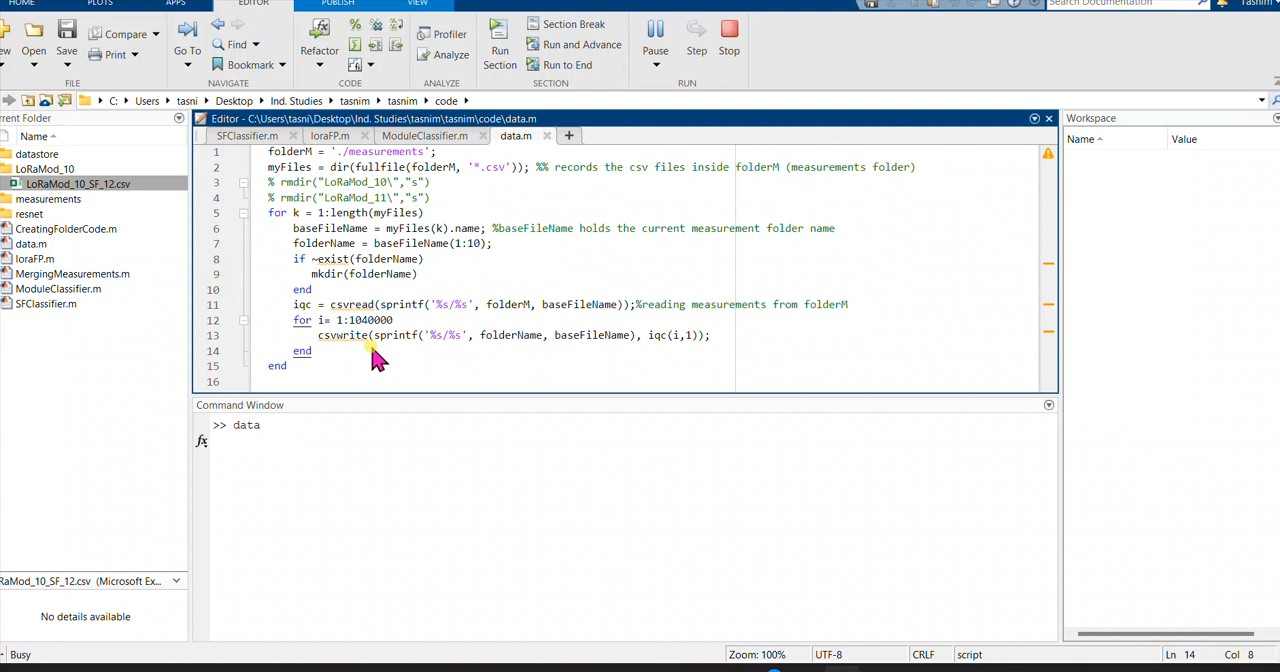 HOME PLOTS APPS EDITOR PUBLISH VIEW
Search Documentation
Tasnim
Open
Save
Compare
Print
Go To
Find
Bookmark
Refactor
Profiler
Analyze
Run
Section
Section Break
Run and Advance
Run to End
Pause
Step
Stop
FILE NAVIGATE CODE ANALYZE SECTION RUN
C: Users tasni Desktop Ind. Studies tasnim tasnim code
rrent Folder
Name
datastore
LoRaMod_10
LoRaMod_10_SF_12.csv
measurements
resnet
CreatingFolderCode.m
data.m
loraFP.m
MergingMeasurements.m
ModuleClassifier.m
SFClassifier.m
RaMod_10_SF_12.csv (Microsoft Ex...
No details available
Editor - C:\Users\tasni\Desktop\Ind. Studies\tasnim\tasnim\code\data.m
SFClassifier.m loraFP.m ModuleClassifier.m data.m +
1 folderM = './measurements';
2 myFiles = dir(fullfile(folderM, '*.csv')); %% records the csv files inside folderM (measurements folder)
3 % rmdir("LoRaMod_10\","s")
4 % rmdir("LoRaMod_11\","s")
5 for k = 1:length(myFiles)
6 baseFileName = myFiles(k).name; %baseFileName holds the current measurement folder name
7 folderName = baseFileName(1:10);
8 if ~exist(folderName)
9 mkdir(folderName)
10 end
11 iqc = csvread(sprintf('%s/%s', folderM, baseFileName));%reading measurements from folderM
12 for i= 1:1040000
13 csvwrite(sprintf('%s/%s', folderName, baseFileName), iqc(i,1));
14 end
15 end
16
Command Window
>> data
fx
Workspace
Name Value
Busy
Zoom: 100% UTF-8 CRLF script Ln 14 Col 8